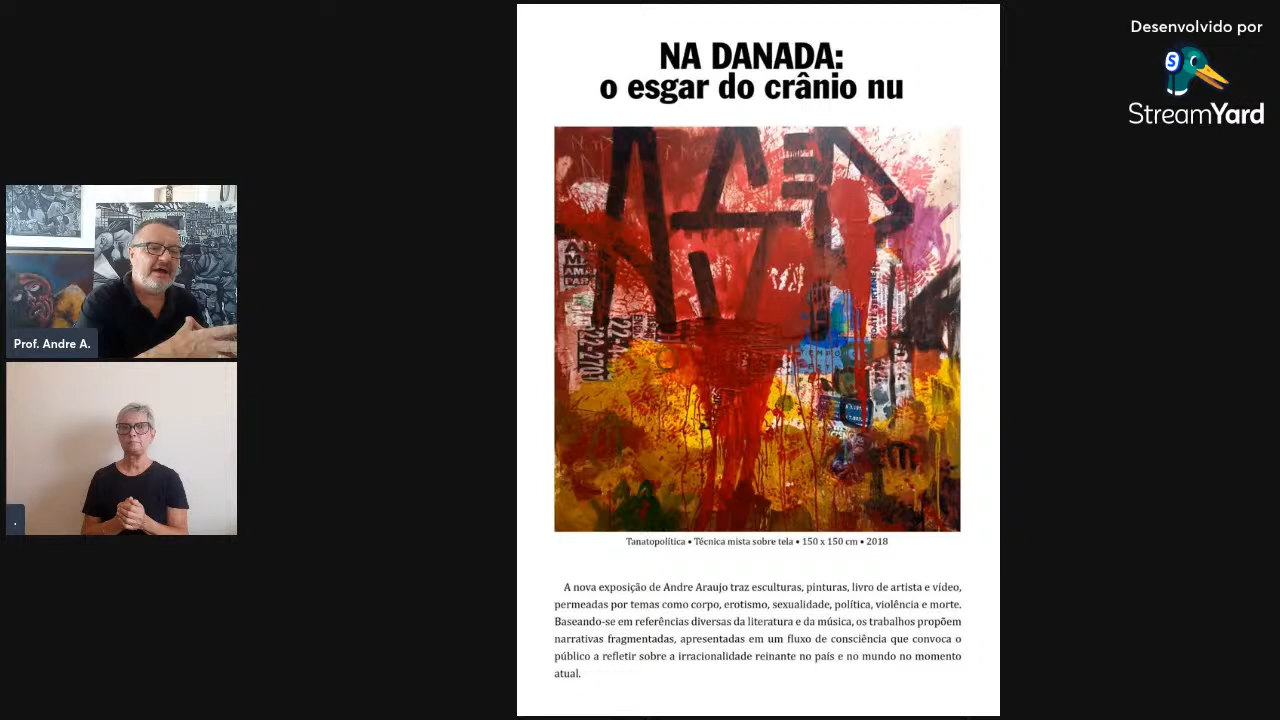 Desenvolvido por
StreamYard
NA DANADA:
o esgar do crânio nu
Tanatopolítica • Técnica mista sobre tela • 150 x 150 cm • 2018
A nova exposição de Andre Araujo traz esculturas, pinturas, livro de artista e vídeo,
permeadas por temas como corpo, erotismo, sexualidade, política, violência e morte.
Baseando-se em referências diversas da literatura e da música, os trabalhos propõem
narrativas fragmentadas, apresentadas em um fluxo de consciência que convoca o
público a refletir sobre a irracionalidade reinante no país e no mundo no momento
atual.
Prof. Andre A.
.